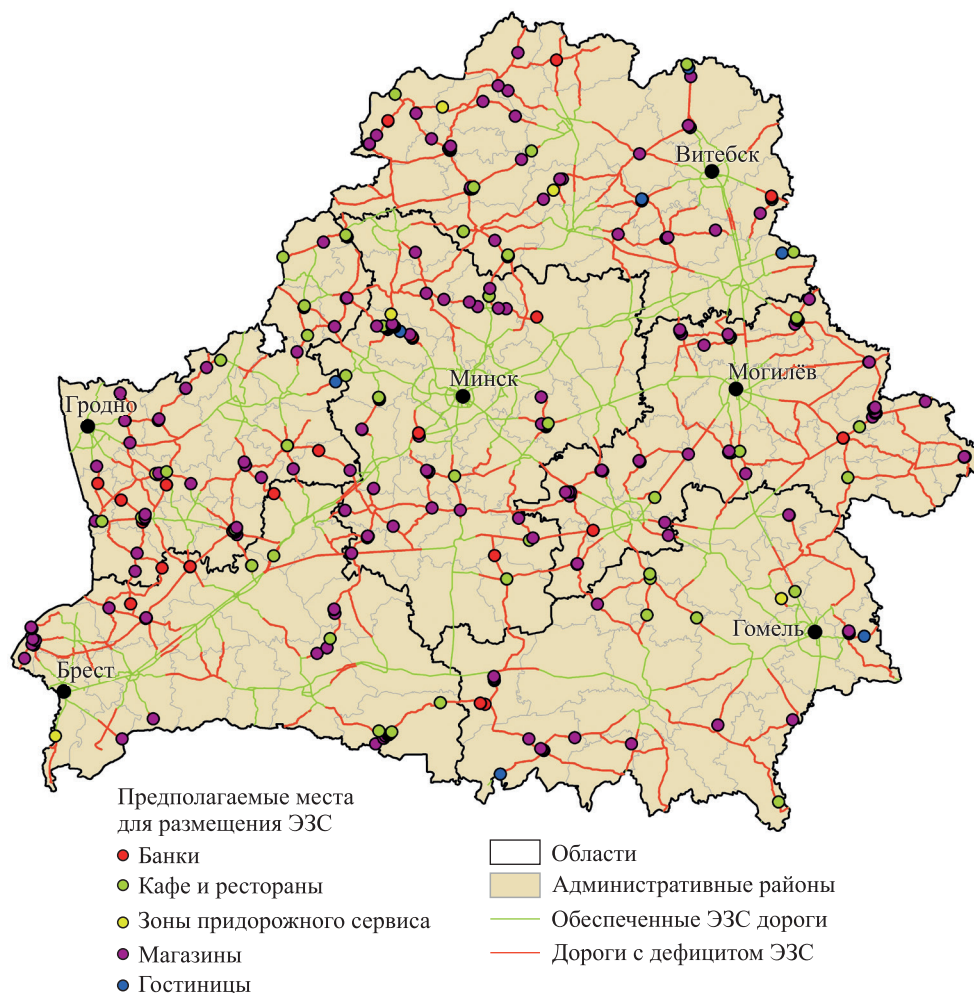 Витебск
Минск
Могилёв
Гродно
Гомель
Брест
Предполагаемые места
для размещения ЭЗС
Банки
Кафе и рестораны
Зоны придорожного сервиса
Магазины
Гостиницы
Области
Административные районы
Обеспеченные ЭЗС дороги
Дороги с дефицитом ЭЗС